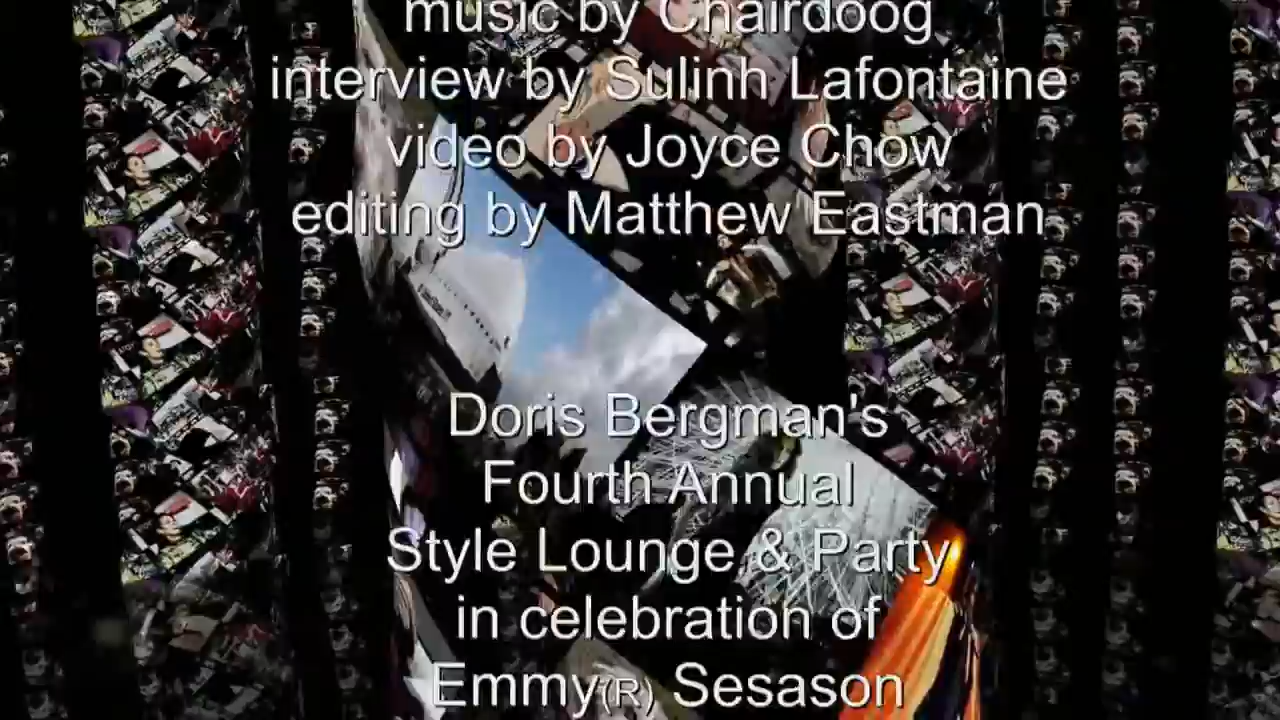 music by Chairdoog
interview by Sulinh Lafontaine
video by Joyce Chow
editing by Matthew Eastman
Doris Bergman's
Fourth Annual
Style Lounge & Party
in celebration of
Emmy(R) Sesason